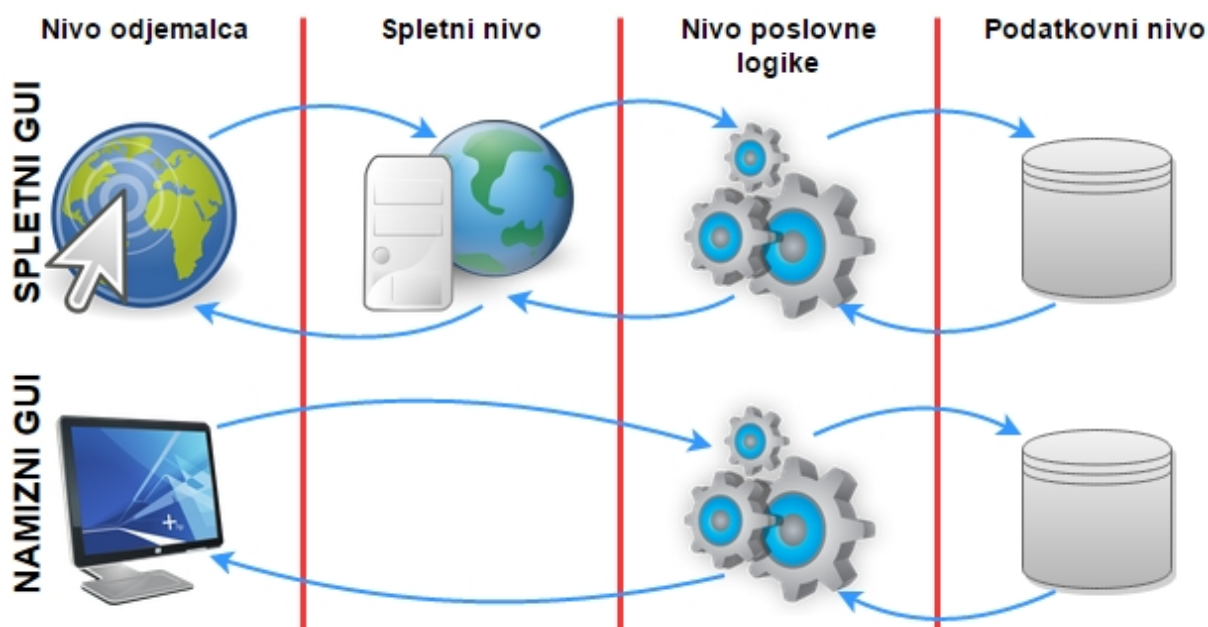 Nivo odjemalca
Spletni nivo
Nivo poslovne
logike
Podatkovni nivo
SPLETNI GUI
NAMIZNI GUI